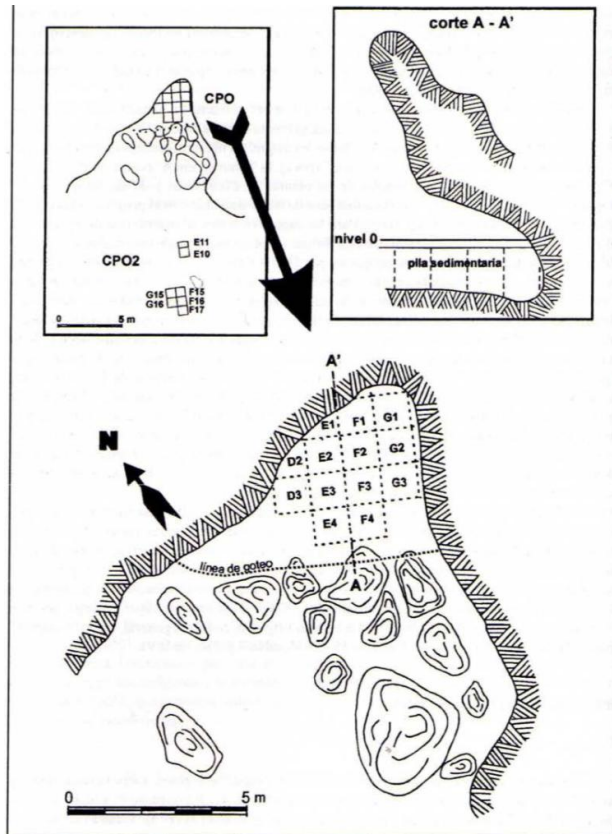 CPO
CPO2
E11
E10
F15
G15
F16
G16
F17
0 5 m
corte A - A’
nivel 0
pila sedimentaria
A’
N
E1 F1 G1
D2 E2 F2 G2
D3 E3 F3 G3
E4 F4
línea de goteo
A
0 5 m